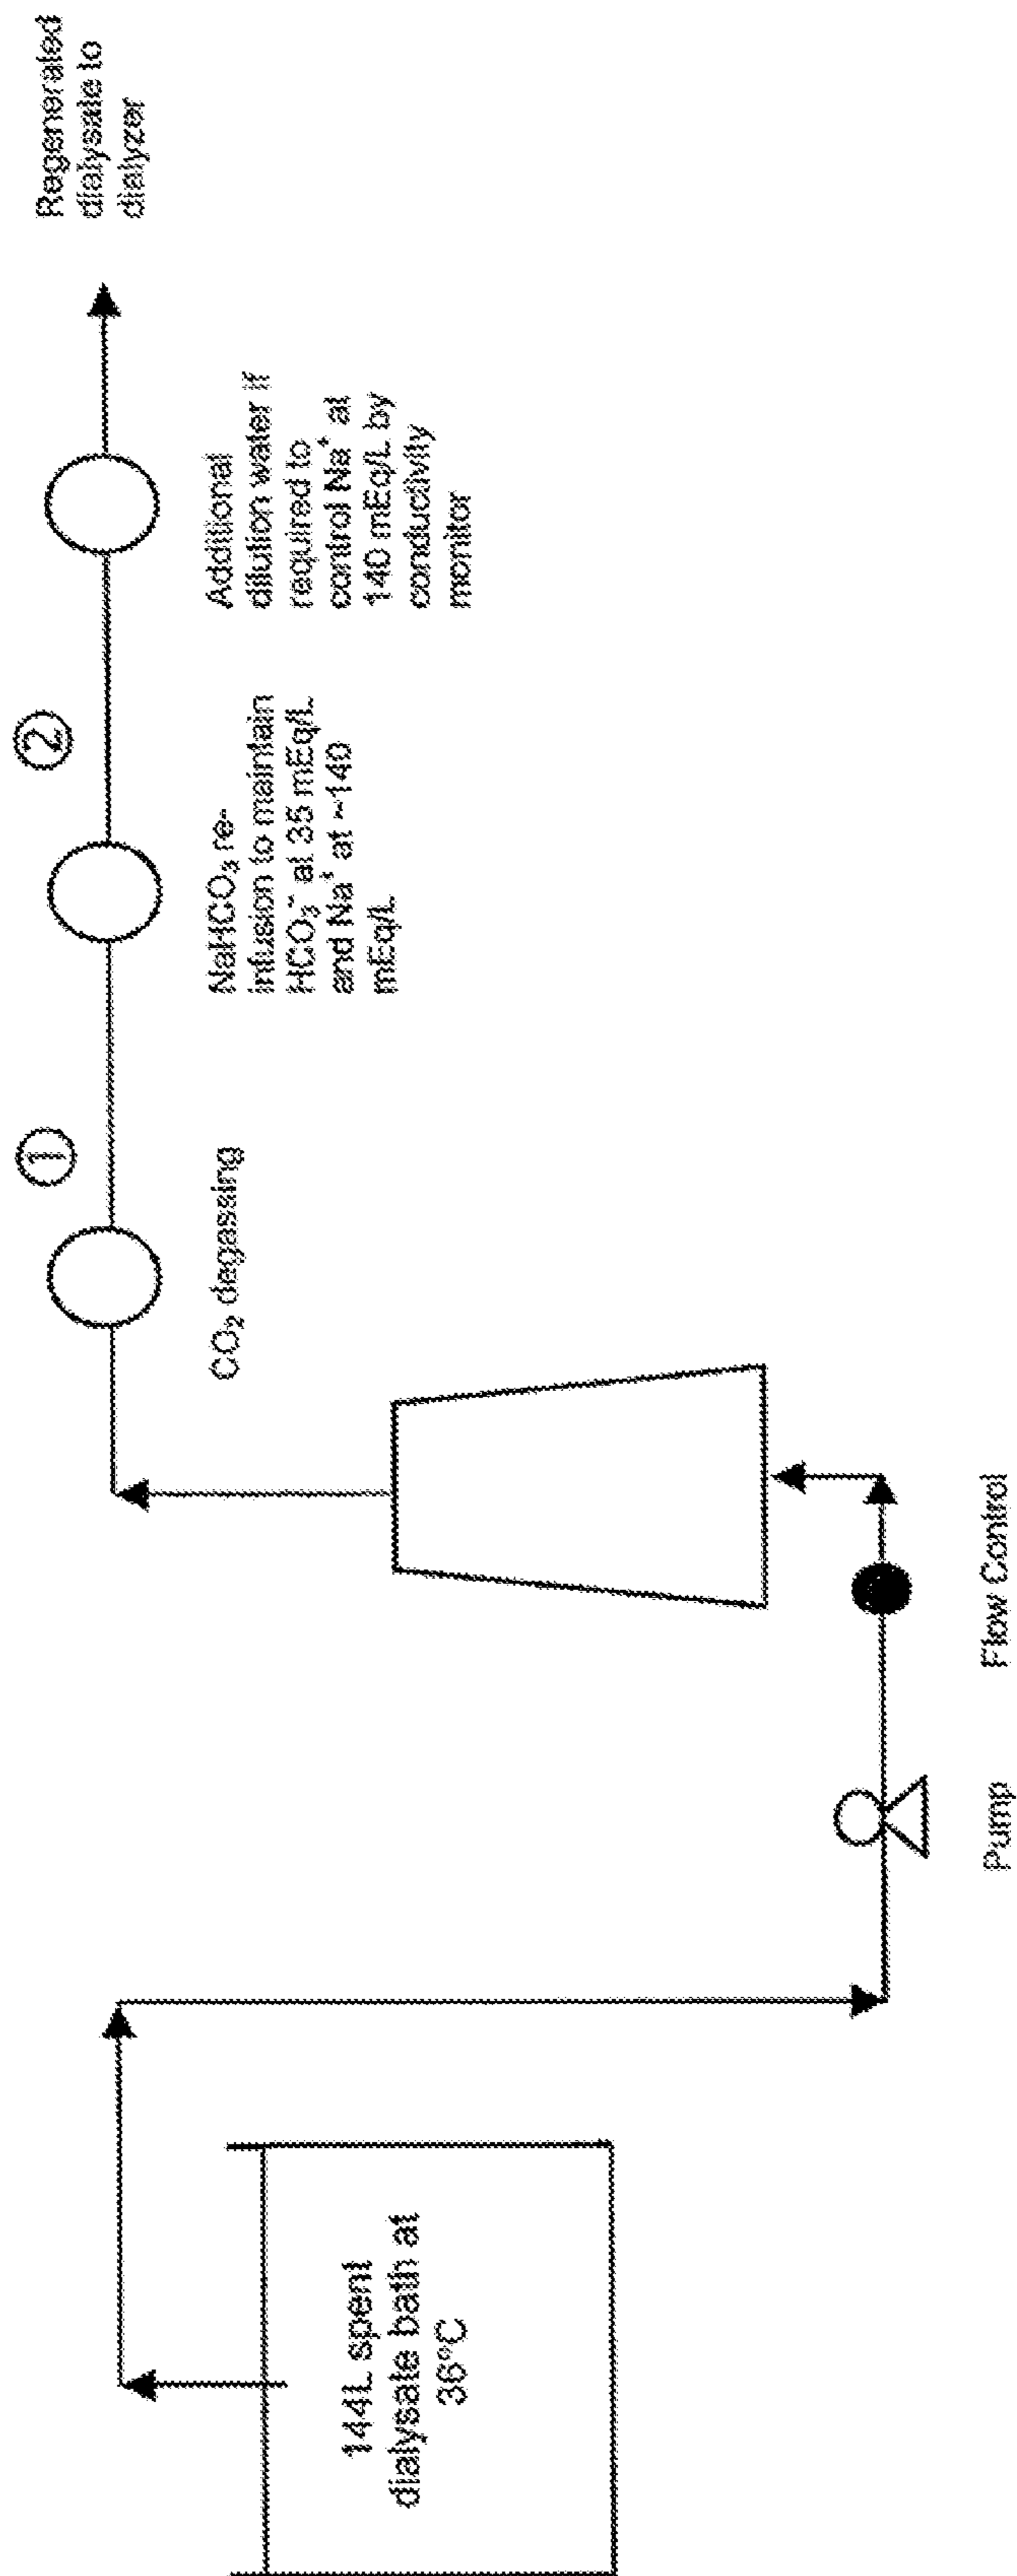 144L spent
dialysate bath at
36°C
Pump
Flow Control
CO₂ degassing
①
NaHCO₃ re-
infusion to maintain
HCO₃⁻ at 35 mEq/L
and Na⁺ at ~140
mEq/L
②
Additional
dilution water if
required to
control Na⁺ at
140 mEq/L by
conductivity
monitor
Regenerated
dialysate to
dialyzer